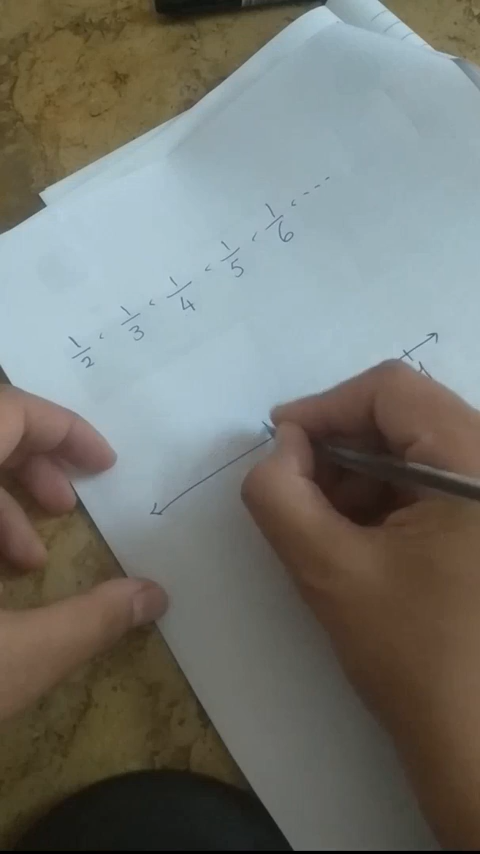 1/2 , 1/3 , 1/4 , 1/5 , 1/6 , ...